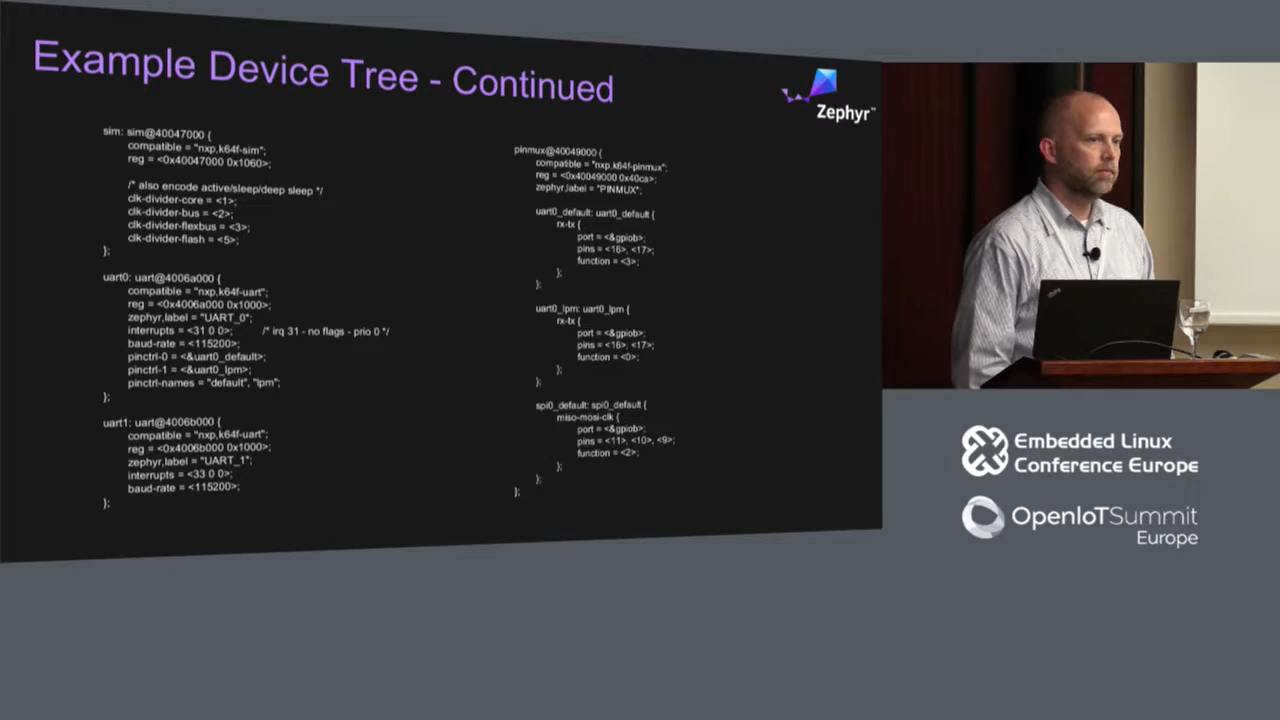 Example Device Tree - Continued
Zephyr™
sim: sim@40047000 {
compatible = "nxp,k64f-sim";
reg = <0x40047000 0x1060>;
/* also encode active/sleep/deep sleep */
clk-divider-core = <1>;
clk-divider-bus = <2>;
clk-divider-flexbus = <3>;
clk-divider-flash = <5>;
};
uart0: uart@4006a000 {
compatible = "nxp,k64f-uart";
reg = <0x4006a000 0x1000>;
zephyr,label = "UART_0";
interrupts = <31 0 0>; /* irq 31 - no flags - prio 0 */
baud-rate = <115200>;
pinctrl-0 = <&uart0_default>;
pinctrl-1 = <&uart0_lpm>;
pinctrl-names = "default", "lpm";
};
uart1: uart@4006b000 {
compatible = "nxp,k64f-uart";
reg = <0x4006b000 0x1000>;
zephyr,label = "UART_1";
interrupts = <33 0 0>;
baud-rate = <115200>;
};
pinmux@40049000 {
compatible = "nxp,k64f-pinmux";
reg = <0x40049000 0x40ca>;
zephyr,label = "PINMUX";
uart0_default: uart0_default {
rx-tx {
port = <&gpiob>;
pins = <16>, <17>;
function = <3>;
};
};
uart0_lpm: uart0_lpm {
rx-tx {
port = <&gpiob>;
pins = <16>, <17>;
function = <0>;
};
};
spi0_default: spi0_default {
miso-mosi-clk {
port = <&gpiob>;
pins = <11>, <10>, <9>;
function = <2>;
};
};
};
Embedded Linux
Conference Europe
OpenIoTSummit
Europe